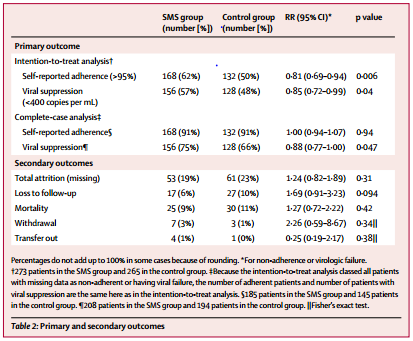 SMS group Control group RR (95% CI)* p value
(number [%]) (number [%])
Primary outcome
Intention-to-treat analysis†
Self-reported adherence (>95%) 168 (62%) 132 (50%) 0·81 (0·69–0·94) 0·006
Viral suppression 156 (57%) 128 (48%) 0·85 (0·72–0·99) 0·04
(<400 copies per mL)
Complete-case analysis‡
Self-reported adherence§ 168 (91%) 132 (91%) 1·00 (0·94–1·07) 0·94
Viral suppression¶ 156 (75%) 128 (66%) 0·88 (0·77–1·00) 0·047
Secondary outcomes
Total attrition (missing) 53 (19%) 61 (23%) 1·24 (0·82–1·89) 0·31
Loss to follow-up 17 (6%) 27 (10%) 1·69 (0·91–3·23) 0·094
Mortality 25 (9%) 30 (11%) 1·27 (0·72–2·22) 0·42
Withdrawal 7 (3%) 3 (1%) 2·26 (0·59–8·67) 0·34||
Transfer out 4 (1%) 1 (0%) 0·25 (0·19–2·17) 0·38||
Percentages do not add up to 100% in some cases because of rounding. *For non-adherence or virologic failure.
†273 patients in the SMS group and 265 in the control group. ‡Because the intention-to-treat analysis classed all patients
with missing data as non-adherent or having viral failure, the number of adherent patients and number of patients with
viral suppression are the same here as in the intention-to-treat analysis. §185 patients in the SMS group and 145 patients
in the control group. ¶208 patients in SMS group and 194 patients in the control group. ||Fisher's exact test.
Table 2: Primary and secondary outcomes